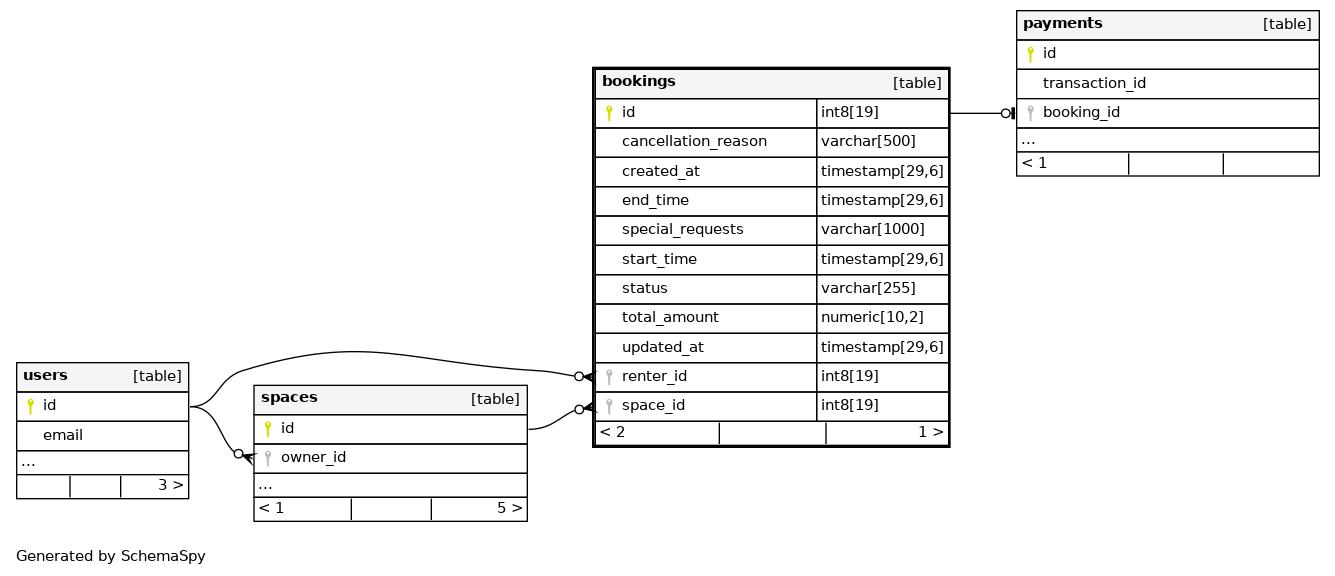 payments [table]
id
transaction_id
booking_id
...
< 1
bookings [table]
id int8[19]
cancellation_reason varchar[500]
created_at timestamp[29,6]
end_time timestamp[29,6]
special_requests varchar[1000]
start_time timestamp[29,6]
status varchar[255]
total_amount numeric[10,2]
updated_at timestamp[29,6]
renter_id int8[19]
space_id int8[19]
< 2 1 >
users [table]
id
email
...
3 >
spaces [table]
id
owner_id
...
< 1 5 >
Generated by SchemaSpy